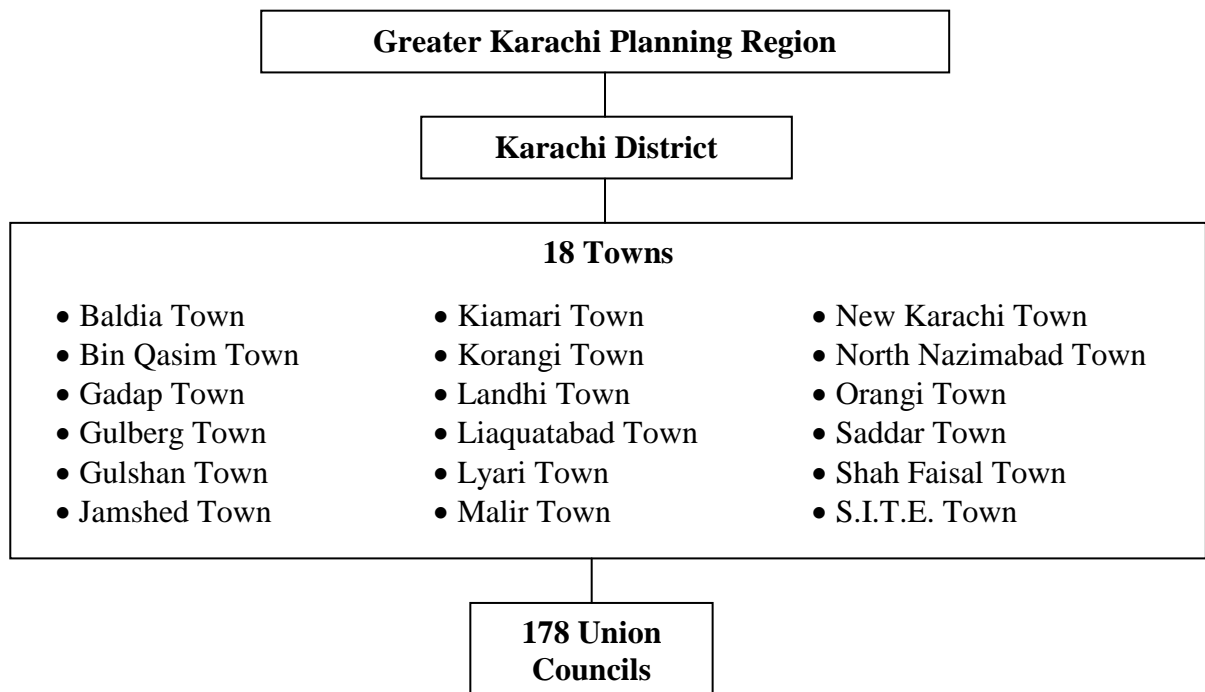 Greater Karachi Planning Region
Karachi District
18 Towns
• Baldia Town
• Bin Qasim Town
• Gadap Town
• Gulberg Town
• Gulshan Town
• Jamshed Town
• Kiamari Town
• Korangi Town
• Landhi Town
• Liaquatabad Town
• Lyari Town
• Malir Town
• New Karachi Town
• North Nazimabad Town
• Orangi Town
• Saddar Town
• Shah Faisal Town
• S.I.T.E. Town
178 Union
Councils